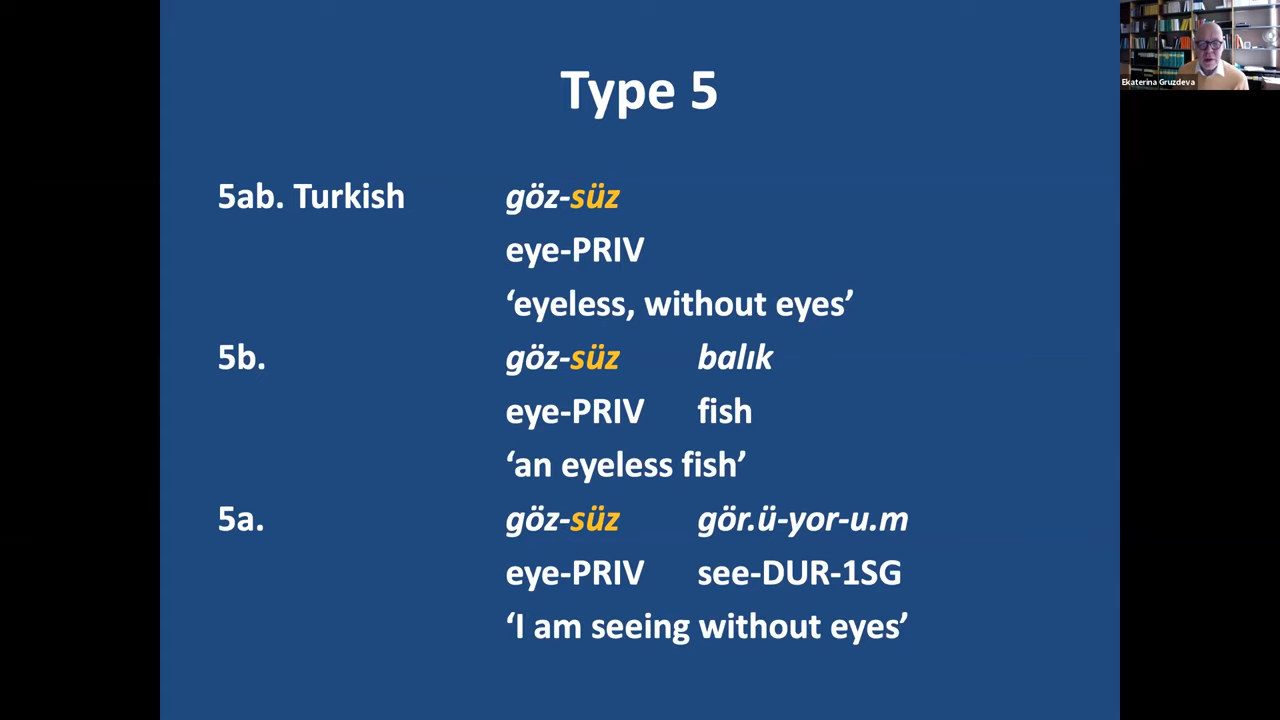 Type 5
5ab. Turkish göz-süz
eye-PRIV
‘eyeless, without eyes’
5b. göz-süz balık
eye-PRIV fish
‘an eyeless fish’
5a. göz-süz gör.ü-yor-u.m
eye-PRIV see-DUR-1SG
‘I am seeing without eyes’
Ekaterina Gruzdeva